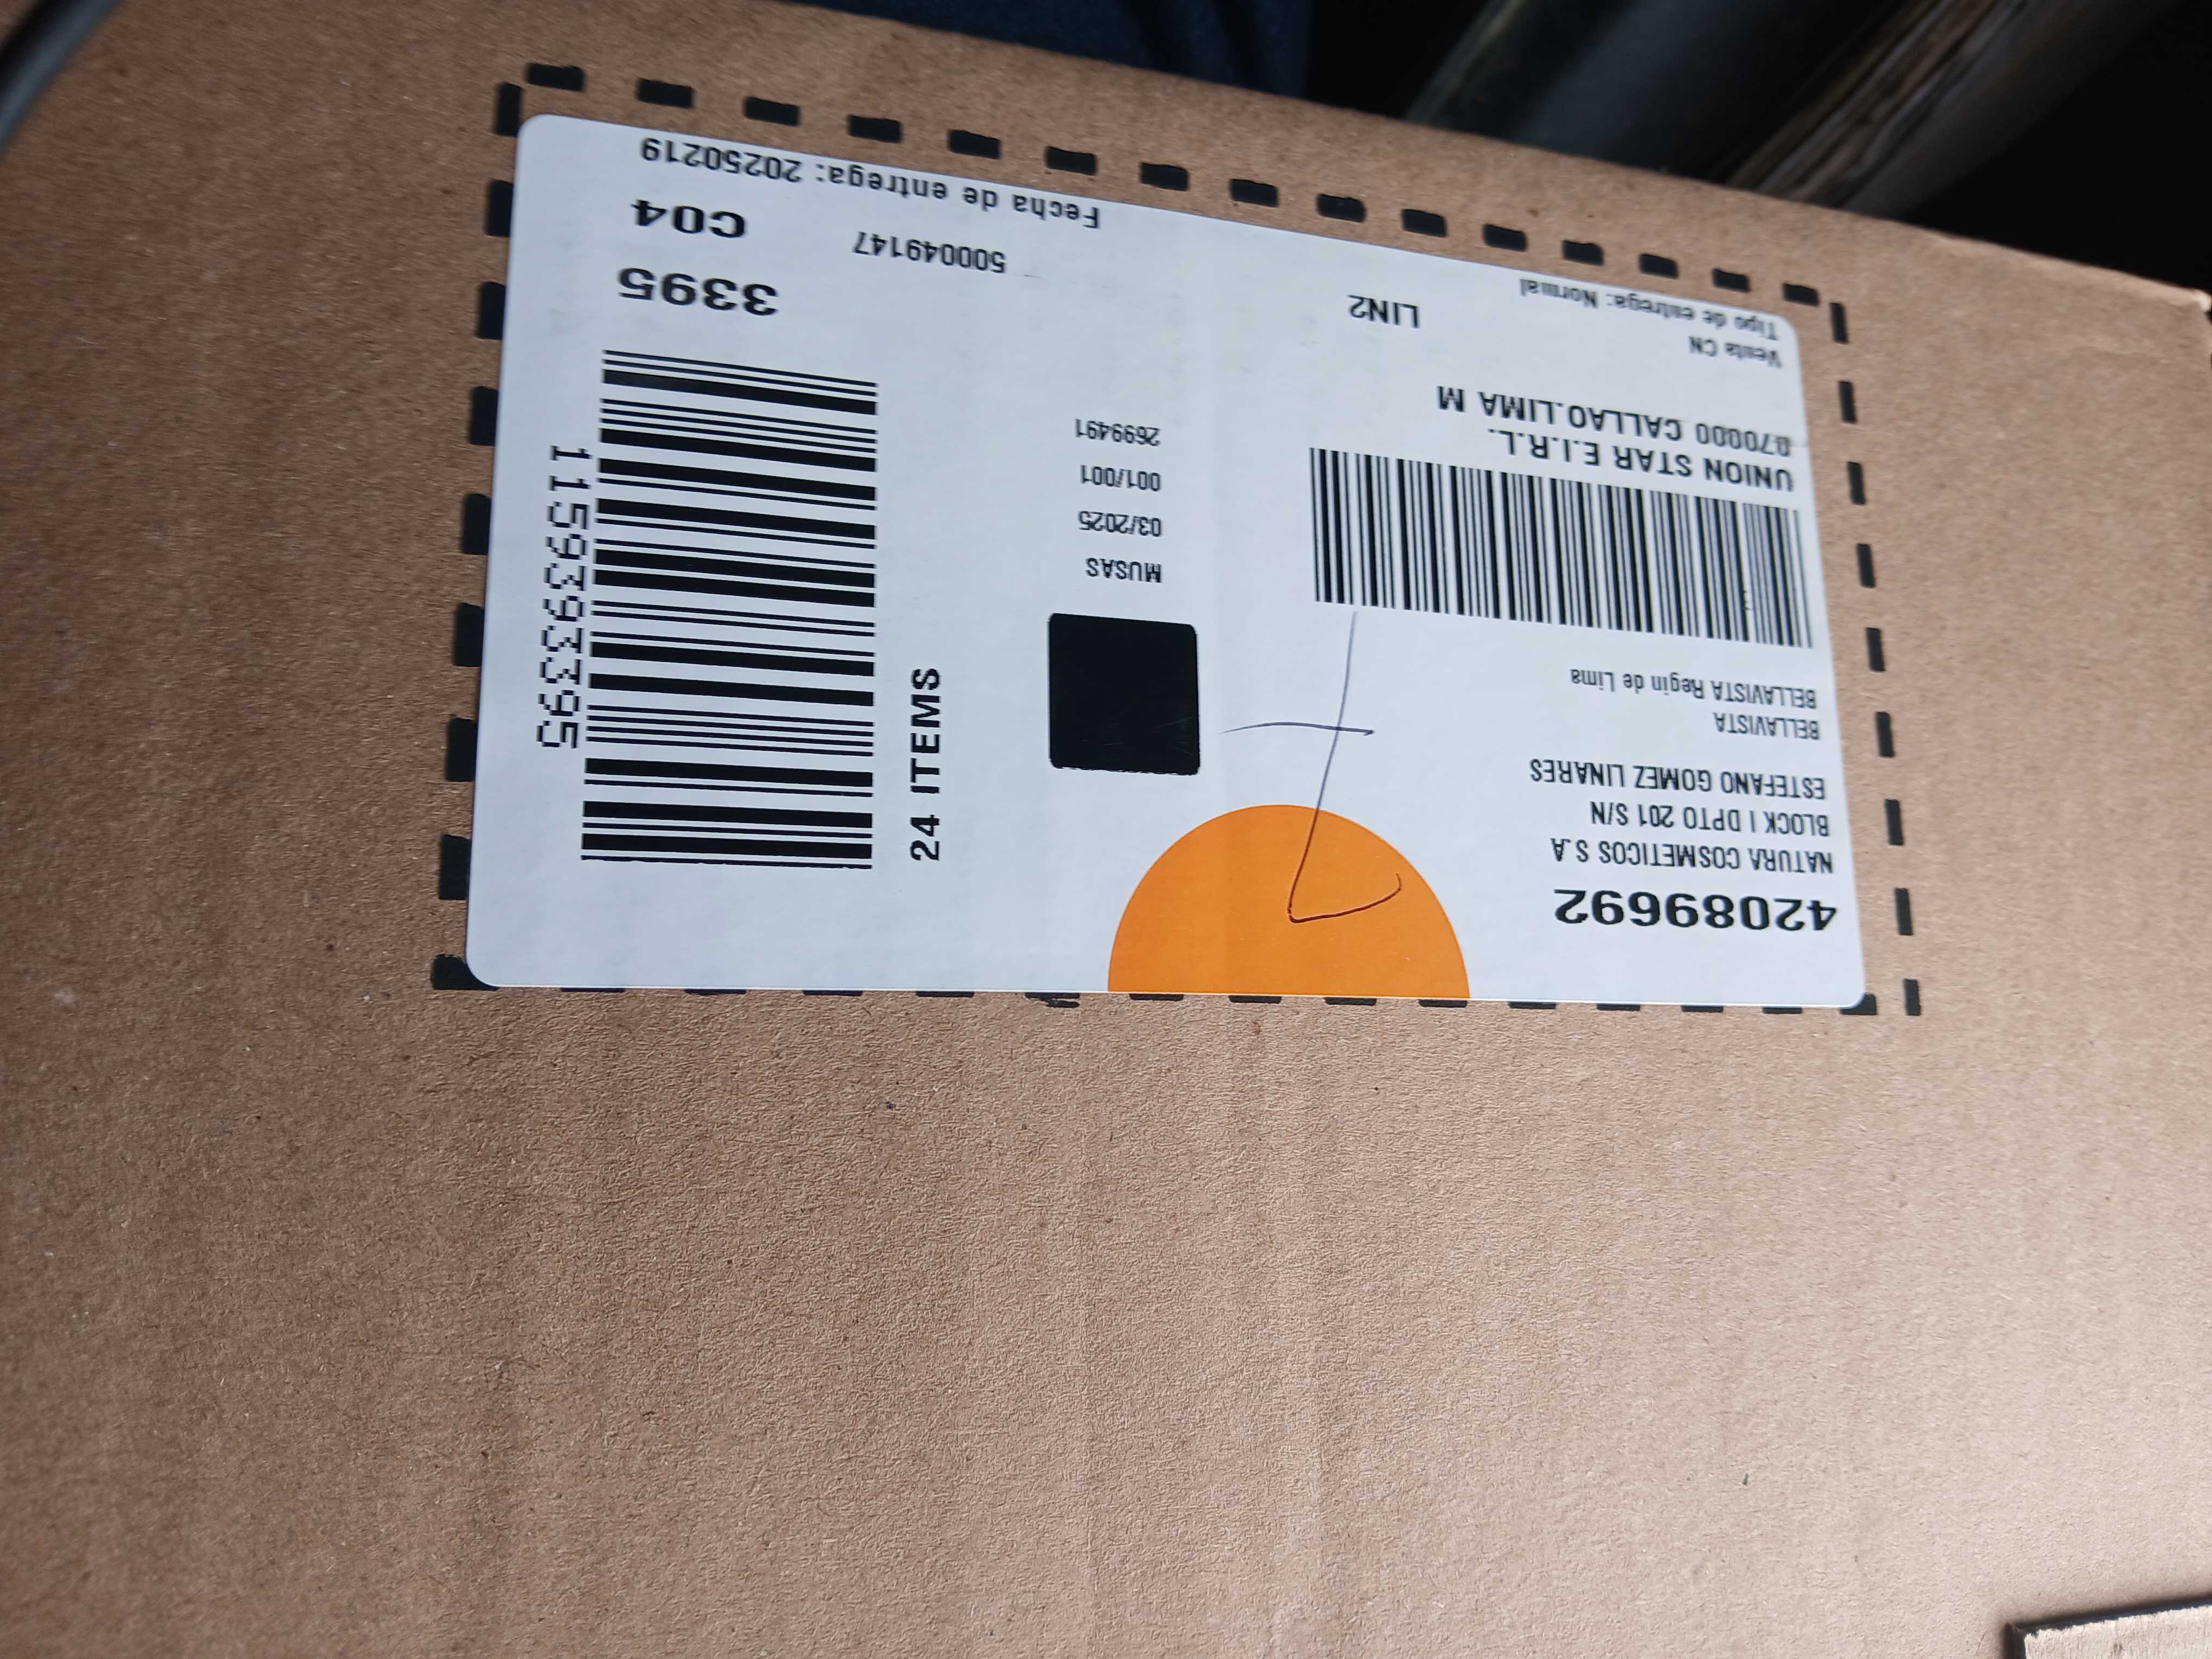 42089692
NATURA COSMETICOS S.A
BLOCK I DPTO 201 S/N
ESTEFANO GOMEZ LINARES
BELLAVISTA
BELLAVISTA Regin de Lima
UNION STAR E.I.R.L.
070000 CALLAO.LIMA M
Venta CN
Tipo de entrega: Normal
LIN2
MUSAS
03/2025
001/001
2699491
24 ITEMS
1159393395
3395
C04
500049147
Fecha de entrega: 20250219